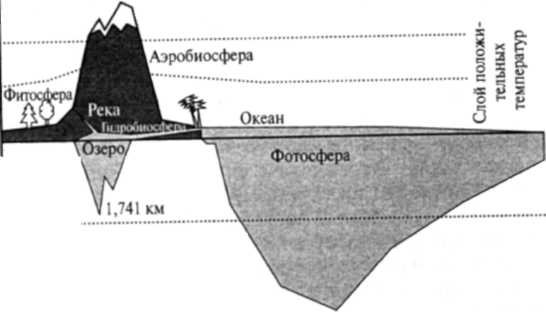 Аэробиосфера
Слой положи-
тельных
температур
Фитосфера
Река
Гидробиосфера
Океан
Озеро
Фотосфера
1,741 км